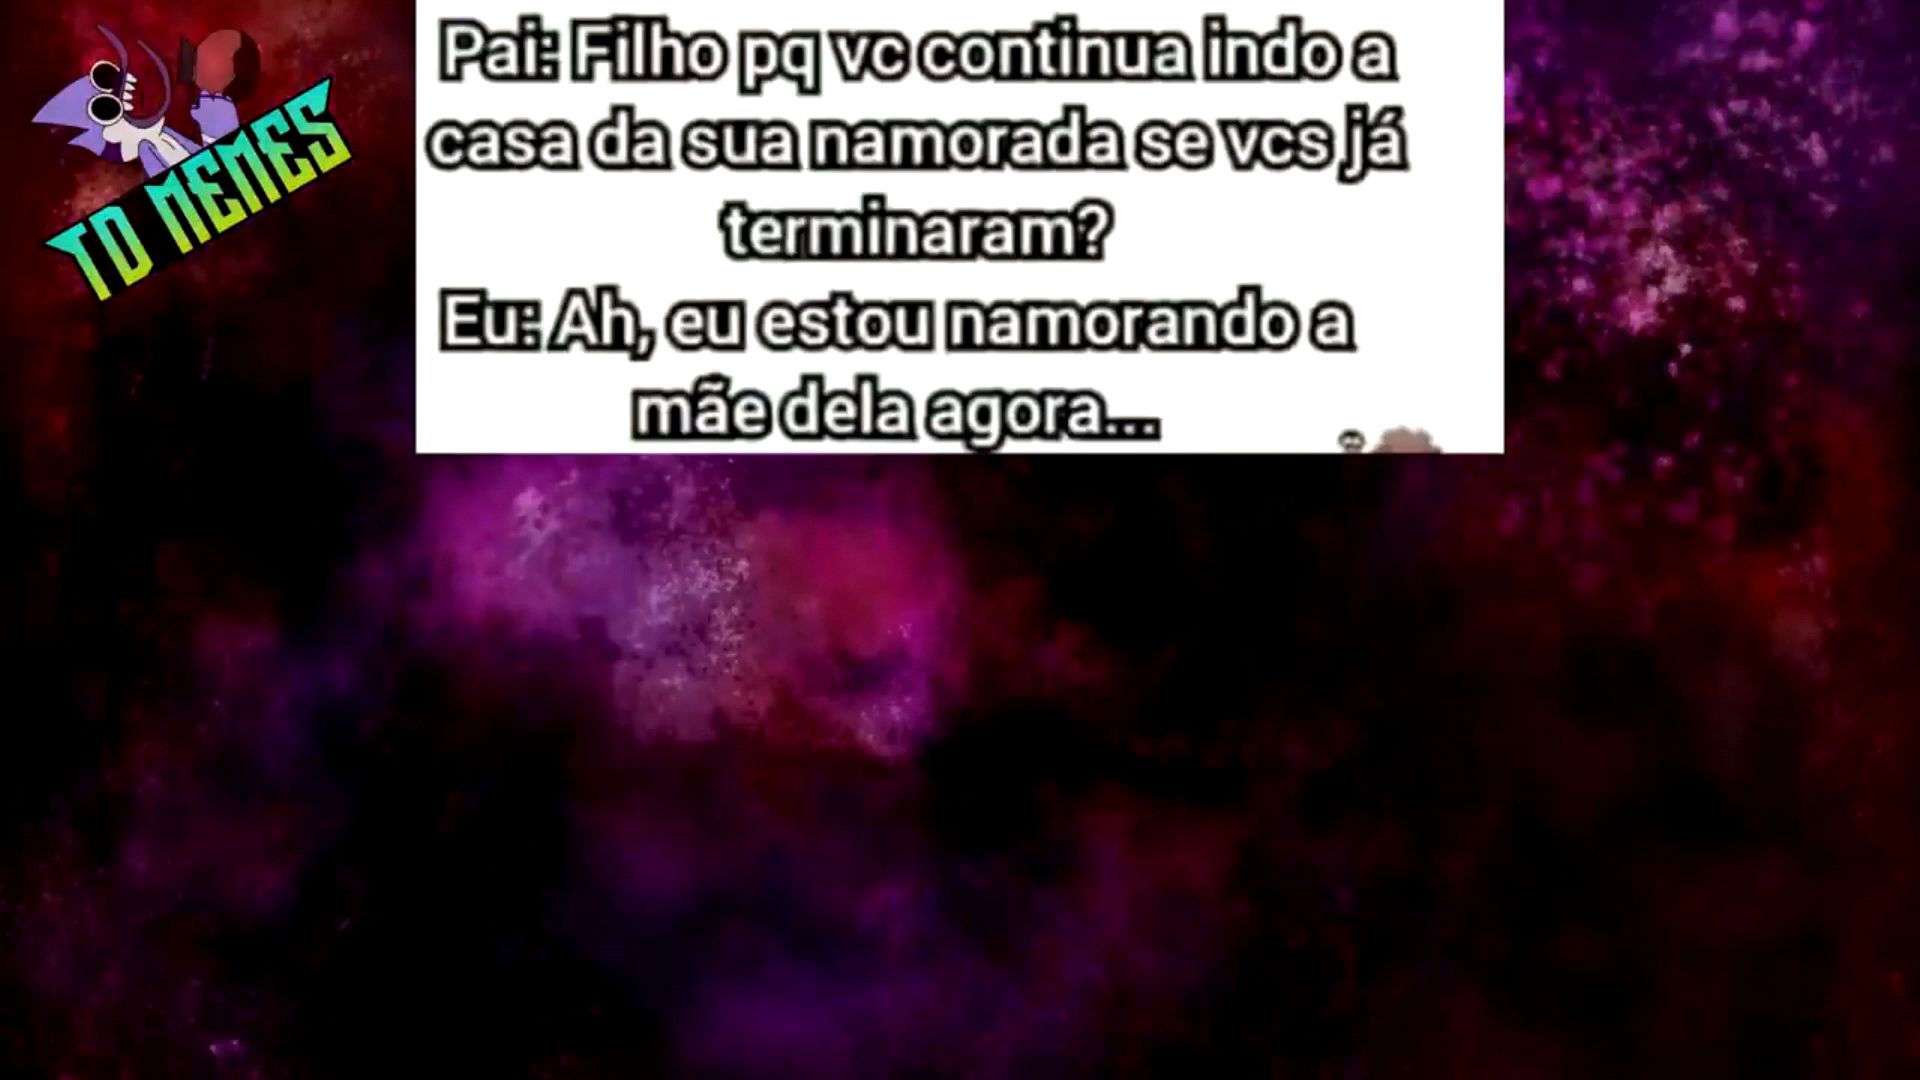 TD MEMES
Pai: Filho pq vc continua indo a
casa da sua namorada se vcs já
terminaram?
Eu: Ah, eu estou namorando a
mãe dela agora...